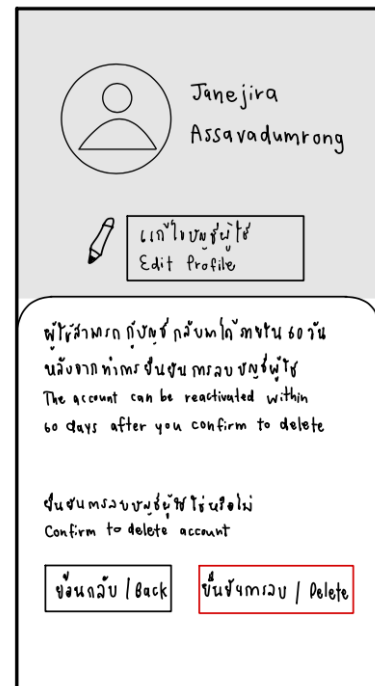 Janejira
Assavadumrong
แก้ไขบัญชีผู้ใช้
Edit Profile
ผู้ใช้สามารถกู้บัญชีกลับมาได้ภายใน 60 วัน
หลังจากทำการยืนยันการลบบัญชีผู้ใช้
The account can be reactivated within
60 days after you confirm to delete
ยืนยันการลบบัญชีผู้ใช้ ใช่หรือไม่
Confirm to delete account
ย้อนกลับ / Back
ยืนยันการลบ / Delete